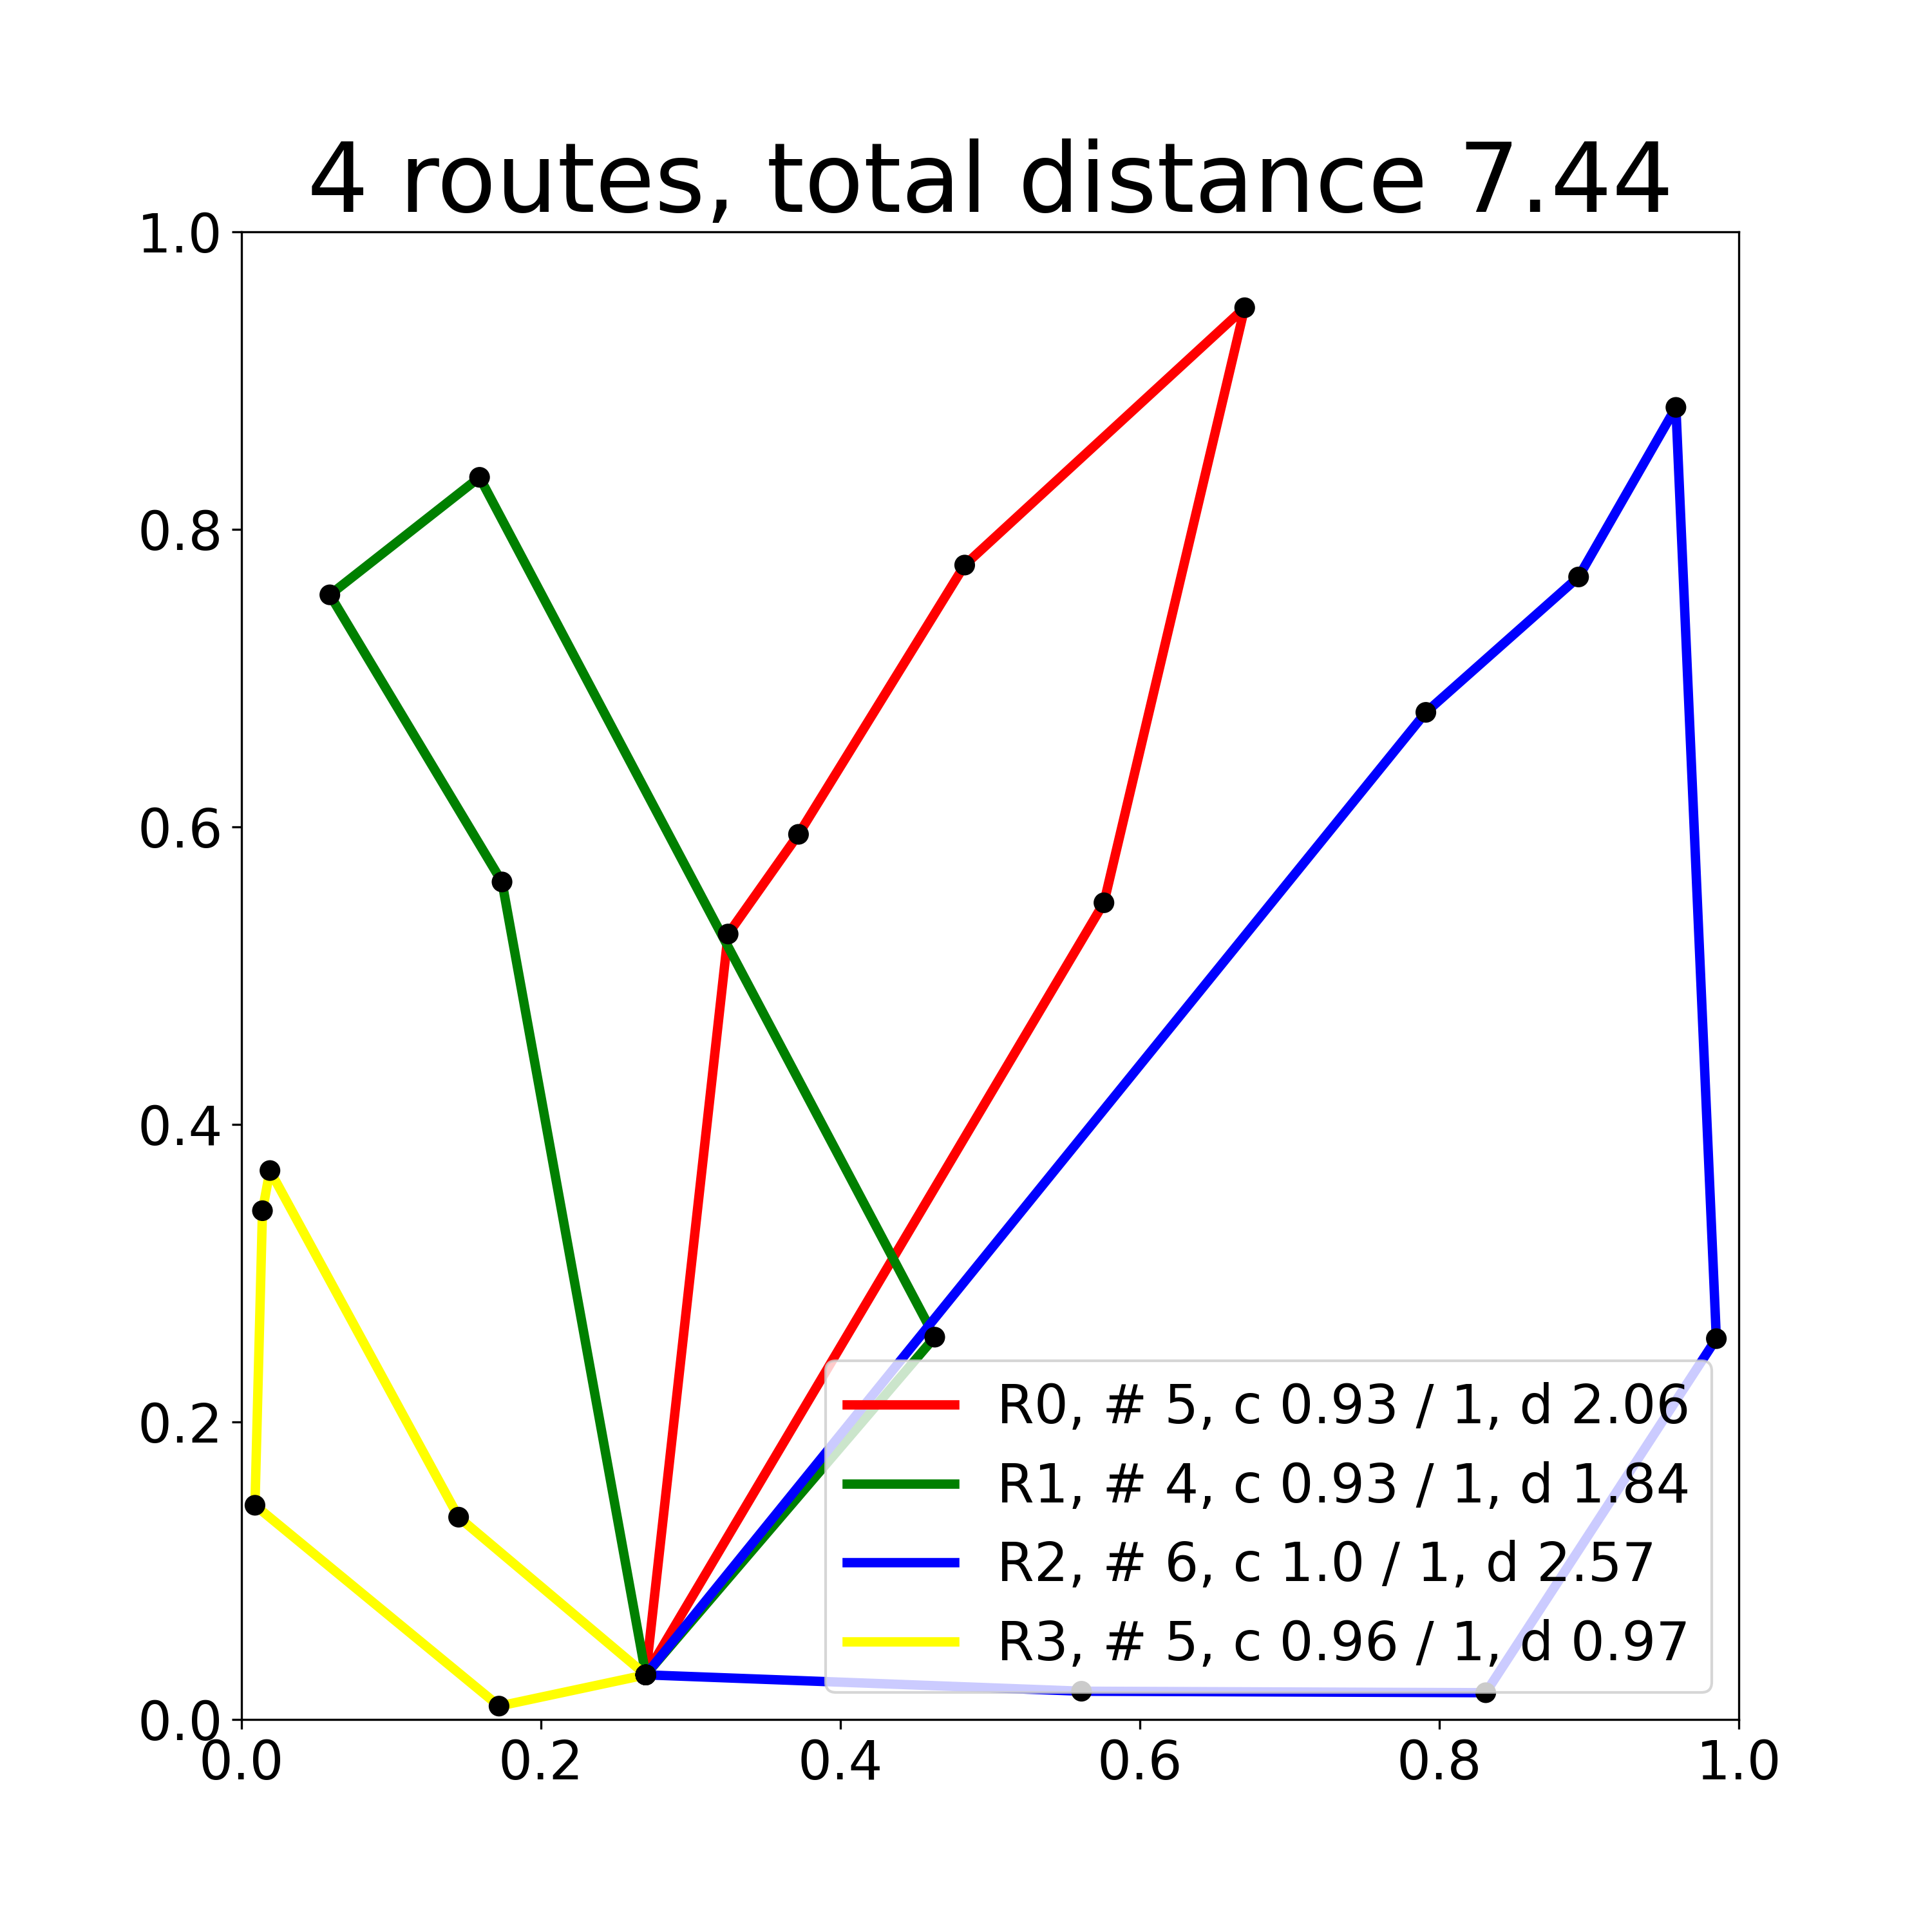 4 routes, total distance 7.44
1.0
0.8
0.6
0.4
0.2
0.0
0.0 0.2 0.4 0.6 0.8 1.0
R0, # 5, c 0.93 / 1, d 2.06
R1, # 4, c 0.93 / 1, d 1.84
R2, # 6, c 1.0 / 1, d 2.57
R3, # 5, c 0.96 / 1, d 0.97